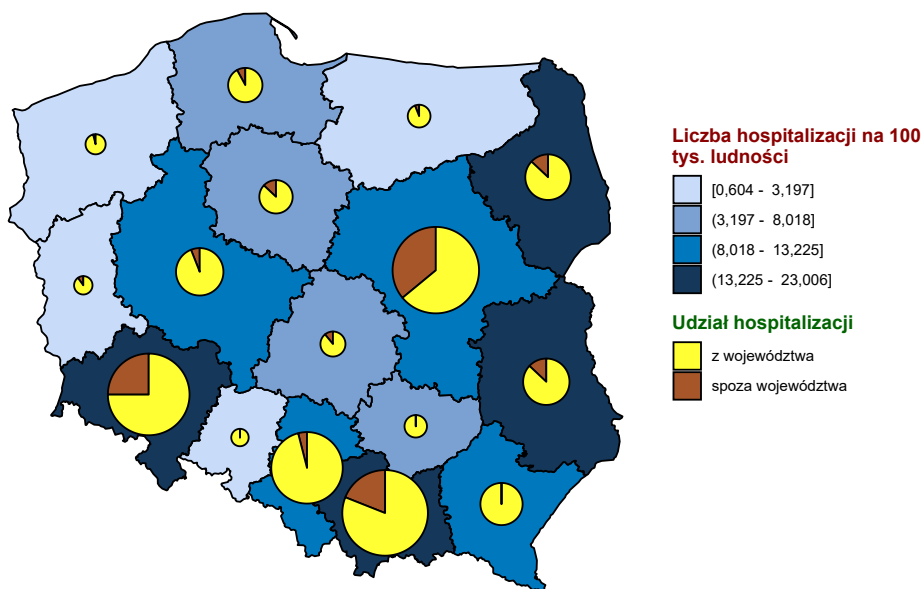 Liczba hospitalizacji na 100
tys. ludności
[0,604 - 3,197]
(3,197 - 8,018]
(8,018 - 13,225]
(13,225 - 23,006]
Udział hospitalizacji
z województwa
spoza województwa